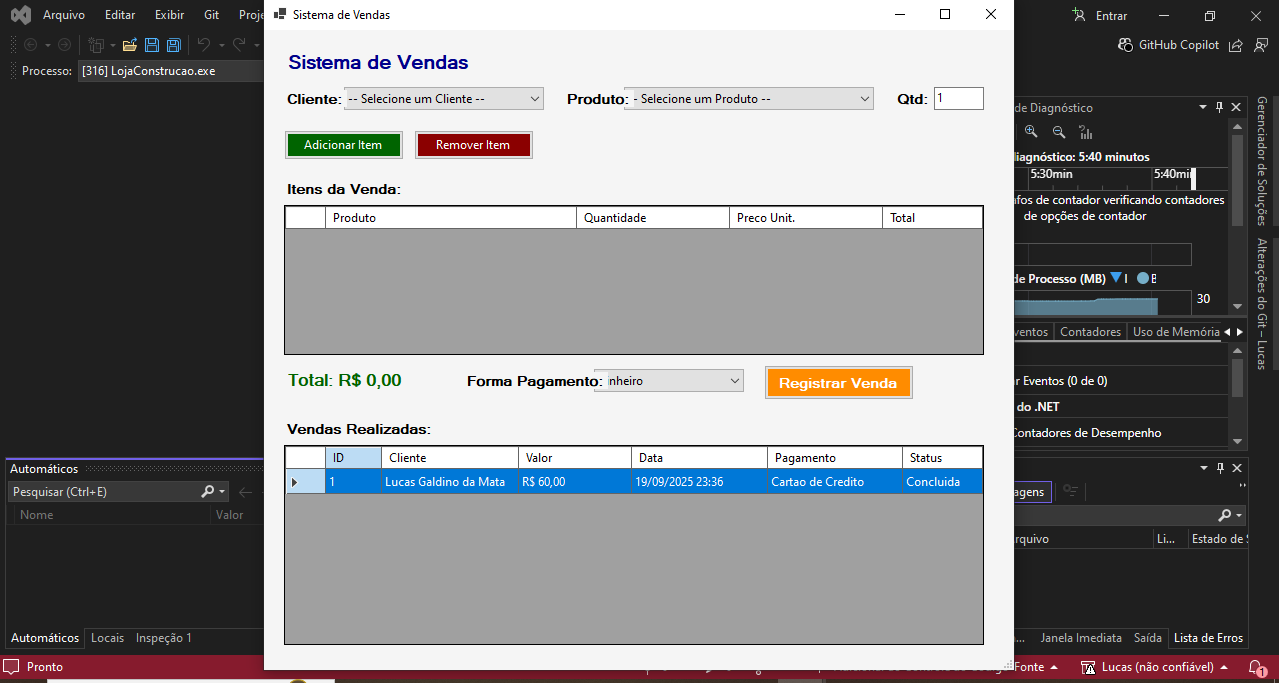 Arquivo Editar Exibir Git Proje
Sistema de Vendas
Entrar
GitHub Copilot
Processo: [316] LojaConstrucao.exe
Sistema de Vendas
Cliente: -- Selecione um Cliente --
Produto: - Selecione um Produto --
Qtd: 1
Adicionar Item Remover Item
Itens da Venda:
Produto Quantidade Preco Unit. Total
Total: R$ 0,00
Forma Pagamento: nheiro
Registrar Venda
Vendas Realizadas:
ID Cliente Valor Data Pagamento Status
1 Lucas Galdino da Mata R$ 60,00 19/09/2025 23:36 Cartao de Credito Concluida
de Diagnóstico
iagnóstico: 5:40 minutos
5:30min 5:40mi
nfos de contador verificando contadores
de opções de contador
de Processo (MB)
30
ventos Contadores Uso de Memória
r Eventos (0 de 0)
do .NET
Contadores de Desempenho
Gerenciador de Soluções
Alterações do Git – Lucas
Automáticos
Pesquisar (Ctrl+E)
Nome Valor
Automáticos Locais Inspeção 1
agens
rquivo Li... Estado de
... Janela Imediata Saída Lista de Erros
Pronto
Fonte
Lucas (não confiável)
1